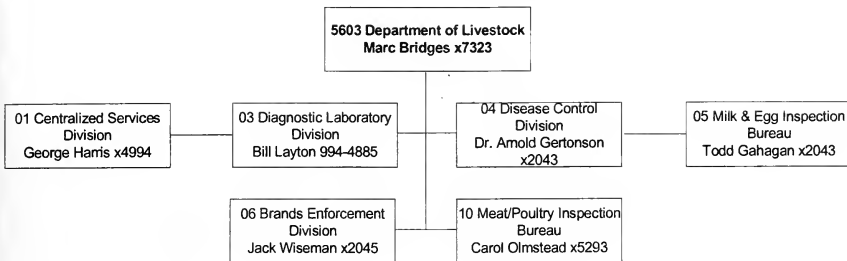 5603 Department of Livestock
Marc Bridges x7323
01 Centralized Services
Division
George Harris x4994
03 Diagnostic Laboratory
Division
Bill Layton 994-4885
04 Disease Control
Division
Dr. Arnold Gertonson
x2043
05 Milk & Egg Inspection
Bureau
Todd Gahagan x2043
06 Brands Enforcement
Division
Jack Wiseman x2045
10 Meat/Poultry Inspection
Bureau
Carol Olmstead x5293